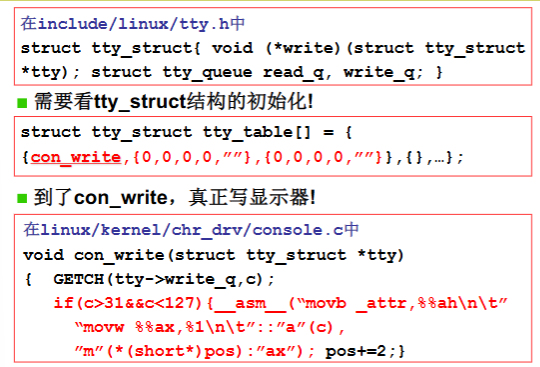 在include/linux/tty.h中
struct tty_struct{ void (*write)(struct tty_struct
*tty); struct tty_queue read_q, write_q; }
需要看tty_struct结构的初始化!
struct tty_struct tty_table[] = {
{con_write,{0,0,0,0,””},{0,0,0,0,””}},{},…};
到了con_write，真正写显示器!
在linux/kernel/chr_drv/console.c中
void con_write(struct tty_struct *tty)
{ GETCH(tty->write_q,c);
if(c>31&&c<127){__asm__(“movb _attr,%%ah\n\t”
“movw %%ax,%1\n\t”::”a”(c),
”m”(*(short*)pos):”ax”); pos+=2;}